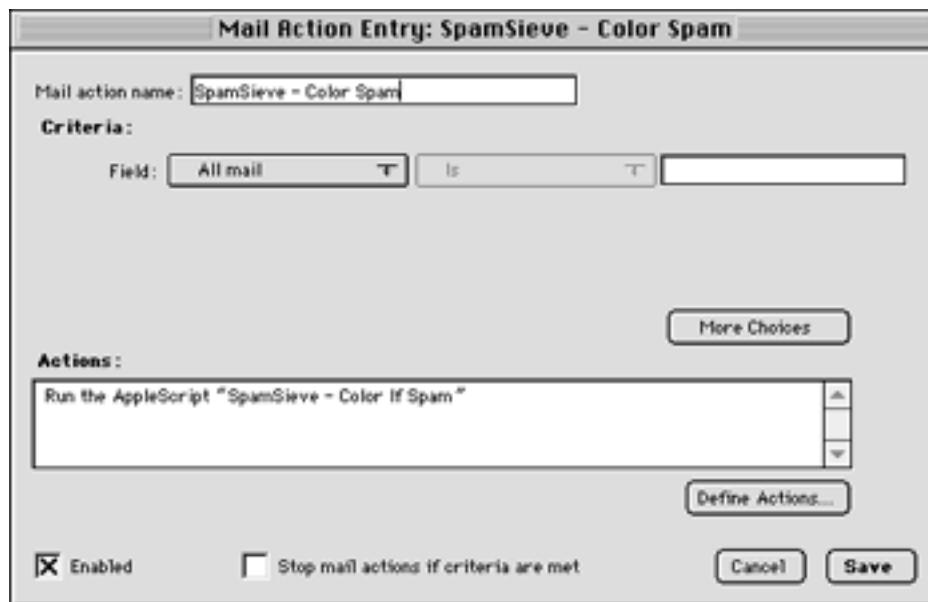 Mail Action Entry: SpamSieve - Color Spam
Mail action name: SpamSieve - Color Spam
Criteria:
Field: All mail Is
More Choices
Actions:
Run the AppleScript "SpamSieve - Color If Spam"
Define Actions...
Enabled Stop mail actions if criteria are met Cancel Save